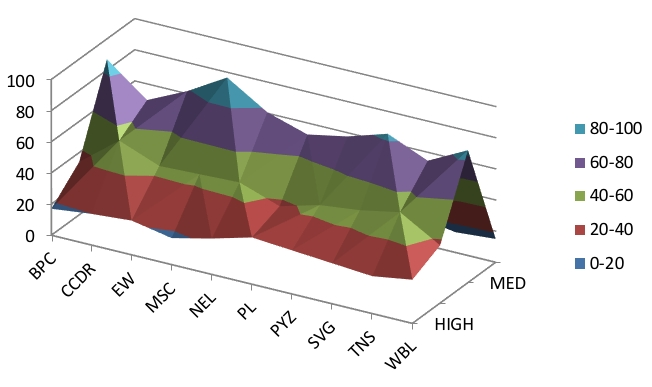 100
80
60
40
20
0
BPC
CCDR
EW
MSC
NEL
PL
PYZ
SVG
TNS
WBL
HIGH
MED
80-100
60-80
40-60
20-40
0-20